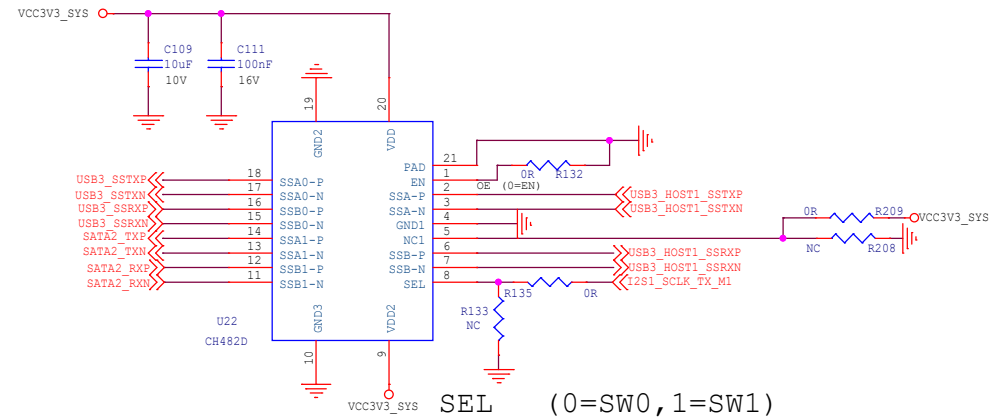 VCC3V3_SYS
C109
10uF
10V
C111
100nF
16V
19
20
GND2
VDD
USB3_SSTXP 18 SSA0-P
USB3_SSTXN 17 SSA0-N
USB3_SSRXP 16 SSB0-P
USB3_SSRXN 15 SSB0-N
SATA2_TXP 14 SSA1-P
SATA2_TXN 13 SSA1-N
SATA2_RXP 12 SSB1-P
SATA2_RXN 11 SSB1-N
PAD 21
EN 1
OE (0=EN)
0R R132
SSA-P 2 USB3_HOST1_SSTXP
SSA-N 3 USB3_HOST1_SSTXN
GND1 4
NC1 5
0R R209
VCC3V3_SYS
NC R208
SSB-P 6 USB3_HOST1_SSRXP
SSB-N 7 USB3_HOST1_SSRXN
SEL 8
R135 0R I2S1_SCLK_TX_M1
R133
NC
U22
CH482D
GND3
VDD2
10
9
VCC3V3_SYS
SEL (0=SW0,1=SW1)